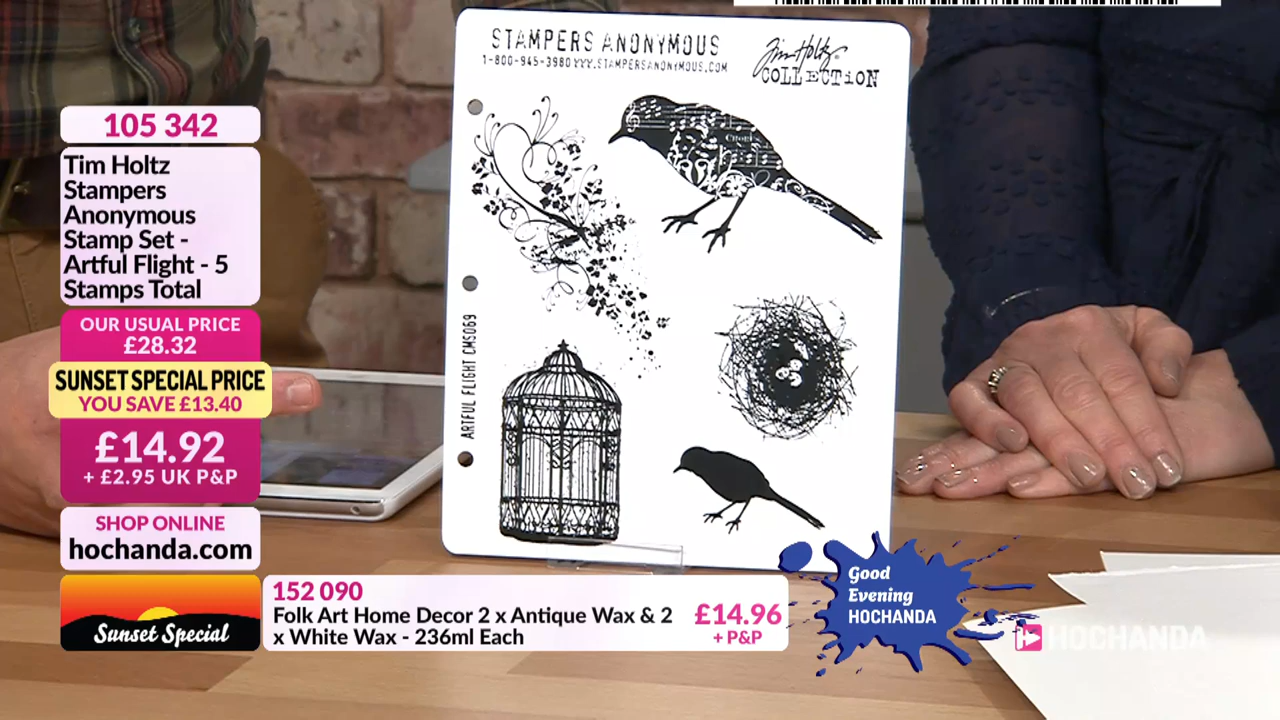 STAMPERS ANONYMOUS
1-800-945-3980 WWW.STAMPERSANONYMOUS.COM
Tim Holtz
COLLECTiON
ARTFUL FLIGHT CMS069
105 342
Tim Holtz
Stampers
Anonymous
Stamp Set -
Artful Flight - 5
Stamps Total
OUR USUAL PRICE
£28.32
SUNSET SPECIAL PRICE
YOU SAVE £13.40
£14.92
+ £2.95 UK P&P
SHOP ONLINE
hochanda.com
Sunset Special
152 090
Folk Art Home Decor 2 x Antique Wax & 2
x White Wax - 236ml Each
£14.96
+ P&P
Good
Evening
HOCHANDA
HOCHANDA